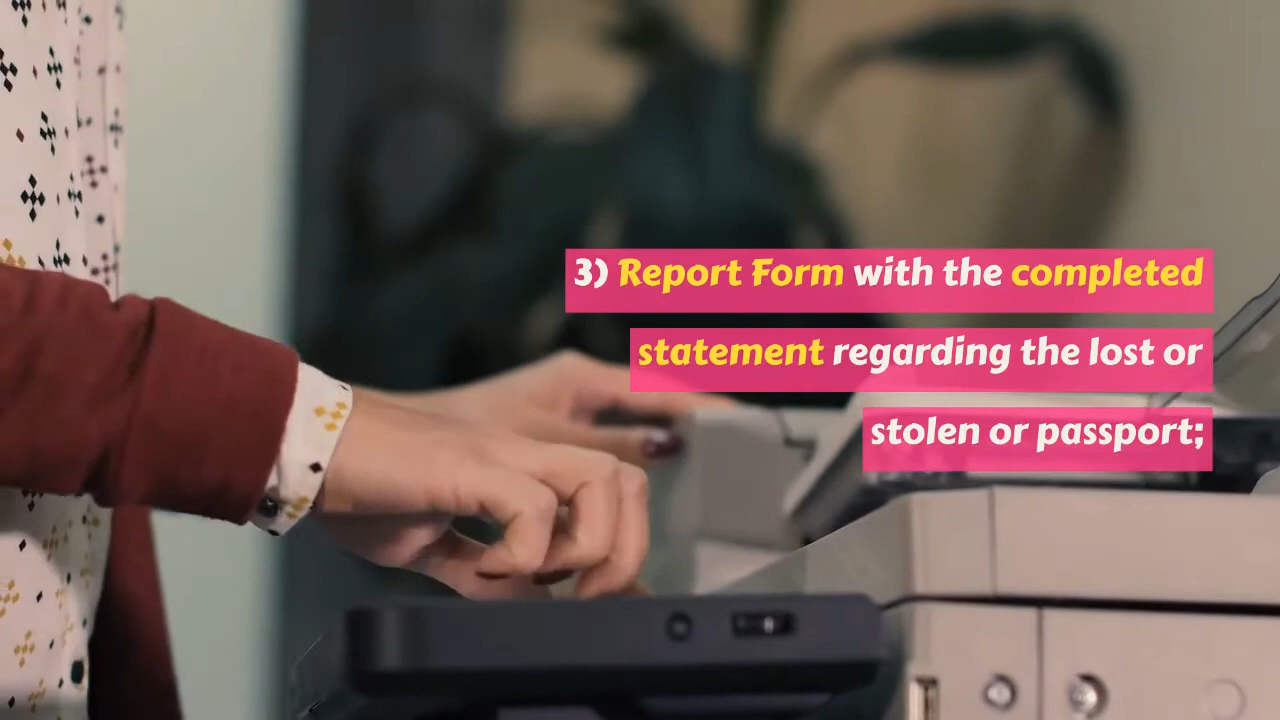 3) Report Form with the completed
statement regarding the lost or
stolen or passport;